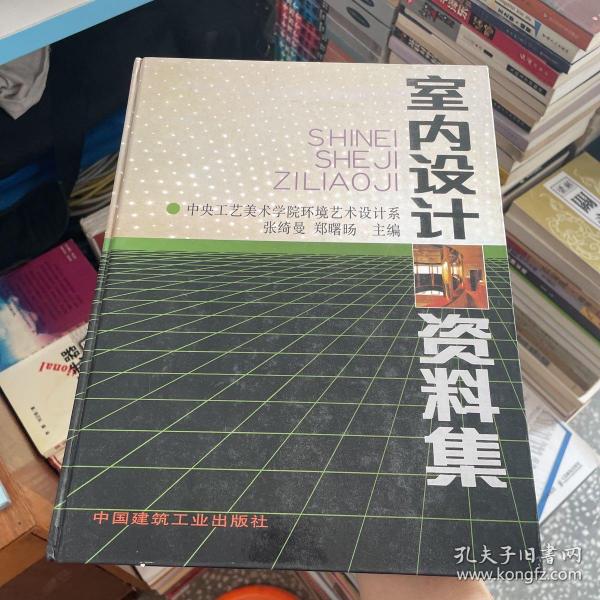 室内设计
资料集
SHINEI
SHEJI
ZILIAOJI
中央工艺美术学院环境艺术设计系
张绮曼 郑曙旸 主编
中国建筑工业出版社
孔夫子旧书网
www.kongfz.com